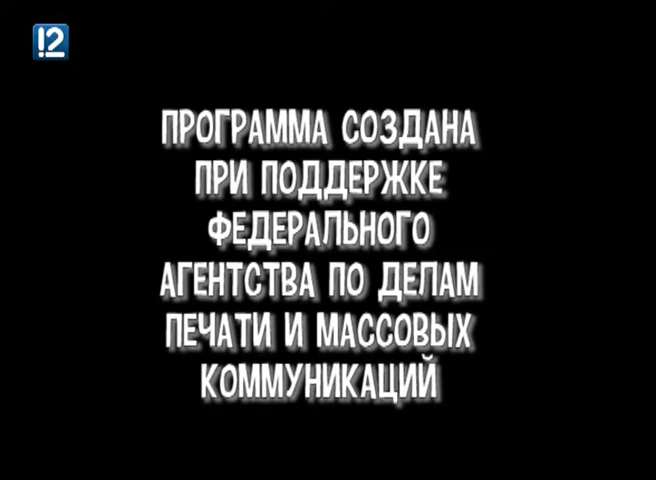 12
ПРОГРАММА СОЗДАНА
ПРИ ПОДДЕРЖКЕ
ФЕДЕРАЛЬНОГО
АГЕНТСТВА ПО ДЕЛАМ
ПЕЧАТИ И МАССОВЫХ
КОММУНИКАЦИЙ